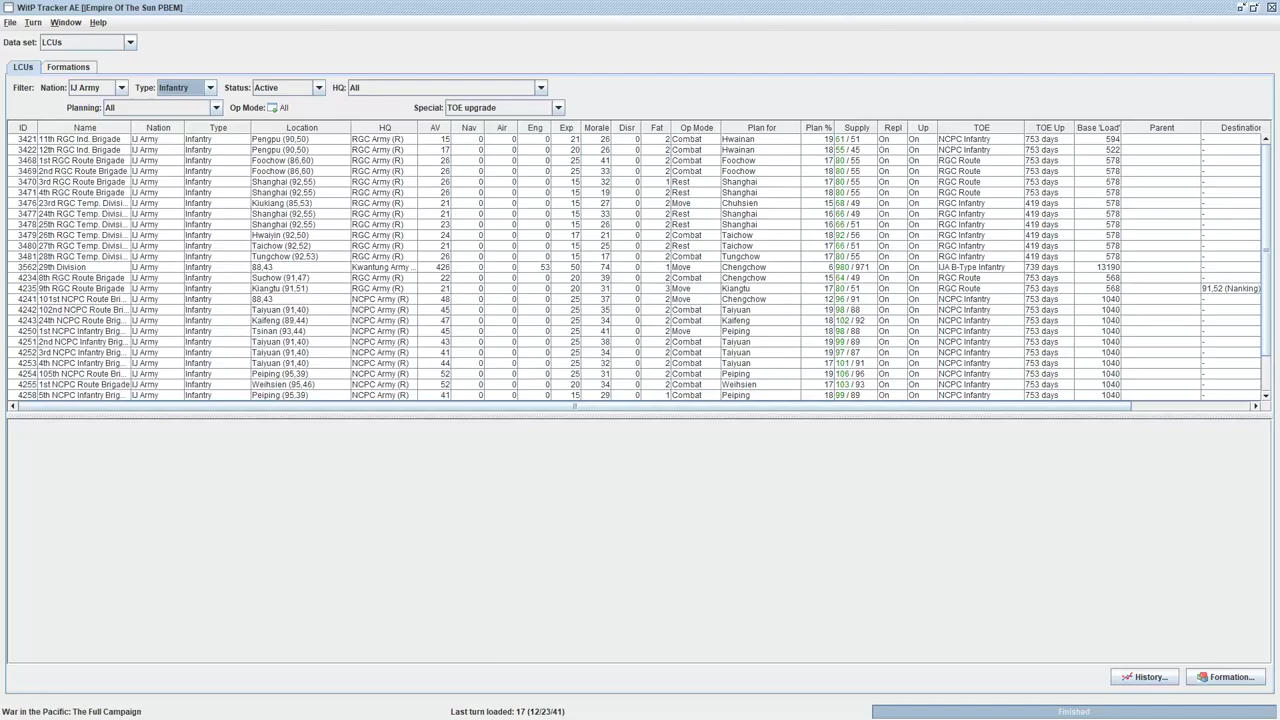 WitP Tracker AE [|Empire Of The Sun PBEM]
File Turn Window Help
Data set: LCUs
LCUs Formations
Filter: Nation: IJ Army Type: Infantry Status: Active HQ: All
Planning: All Op Mode: All Special: TOE upgrade
ID Name Nation Type Location HQ AV Nav Air Eng Exp Morale Disr Fat Op Mode Plan for Plan % Supply Repl Up TOE TOE Up Base 'Load' Parent Destination
3421 11th RGC Ind. Brigade IJ Army Infantry Pengpu (90,50) RGC Army (R) 15 0 0 0 21 26 0 2 Combat Hwainan 19 61 / 51 On On NCPC Infantry 753 days 594 -
3422 12th RGC Ind. Brigade IJ Army Infantry Pengpu (90,50) RGC Army (R) 17 0 0 0 20 26 0 2 Combat Hwainan 18 55 / 45 On On NCPC Infantry 753 days 522 -
3468 1st RGC Route Brigade IJ Army Infantry Foochow (86,60) RGC Army (R) 26 0 0 0 25 41 0 2 Combat Foochow 17 80 / 55 On On RGC Route 753 days 578 -
3469 2nd RGC Route Brigade IJ Army Infantry Foochow (86,60) RGC Army (R) 26 0 0 0 25 33 0 2 Combat Foochow 18 80 / 55 On On RGC Route 753 days 578 -
3470 3rd RGC Route Brigade IJ Army Infantry Shanghai (92,55) RGC Army (R) 26 0 0 0 15 32 0 1 Rest Shanghai 17 80 / 55 On On RGC Route 753 days 578 -
3471 4th RGC Route Brigade IJ Army Infantry Shanghai (92,55) RGC Army (R) 26 0 0 0 15 19 0 2 Rest Shanghai 18 80 / 55 On On RGC Route 753 days 578 -
3476 23rd RGC Temp. Divisi... IJ Army Infantry Kiukiang (85,53) RGC Army (R) 21 0 0 0 15 27 0 2 Move Chuhsien 15 68 / 49 On On RGC Infantry 419 days 578 -
3477 24th RGC Temp. Divisi... IJ Army Infantry Shanghai (92,55) RGC Army (R) 21 0 0 0 15 33 0 2 Rest Shanghai 16 66 / 51 On On RGC Infantry 419 days 578 -
3478 25th RGC Temp. Divisi... IJ Army Infantry Shanghai (92,55) RGC Army (R) 23 0 0 0 15 26 0 2 Rest Shanghai 16 66 / 49 On On RGC Infantry 419 days 578 -
3479 26th RGC Temp. Divisi... IJ Army Infantry Hwaiyin (92,50) RGC Army (R) 24 0 0 0 17 21 0 2 Combat Taichow 18 92 / 56 On On RGC Infantry 419 days 578 -
3480 27th RGC Temp. Divisi... IJ Army Infantry Taichow (92,52) RGC Army (R) 21 0 0 0 15 25 0 2 Rest Taichow 17 66 / 51 On On RGC Infantry 419 days 578 -
3481 28th RGC Temp. Divisi... IJ Army Infantry Tungchow (92,53) RGC Army (R) 21 0 0 0 15 17 0 2 Combat Tungchow 17 80 / 55 On On RGC Infantry 419 days 578 -
3562 29th Division IJ Army Infantry 88,43 Kwantung Army ... 426 0 0 53 50 74 0 1 Move Chengchow 6 980 / 971 On On IJA B-Type Infantry 739 days 13190 -
4234 8th RGC Route Brigade IJ Army Infantry Suchow (91,47) RGC Army (R) 22 0 0 0 20 39 0 2 Combat Chengchow 15 64 / 49 On On RGC Route 753 days 568 -
4235 9th RGC Route Brigade IJ Army Infantry Kiangtu (91,51) RGC Army (R) 21 0 0 0 25 41 0 3 Move Kiangtu 17 80 / 51 On On RGC Route 753 days 568 91,52 (Nanking)
4241 101st NCPC Route Bri... IJ Army Infantry 88,43 NCPC Army (R) 48 0 0 0 25 37 0 2 Move Chengchow 12 96 / 91 On On NCPC Infantry 753 days 1040 -
4242 102nd NCPC Route Bri... IJ Army Infantry Taiyuan (91,40) NCPC Army (R) 45 0 0 0 25 35 0 2 Combat Taiyuan 19 98 / 88 On On NCPC Infantry 753 days 1040 -
4243 24th NCPC Route Brig... IJ Army Infantry Kaifeng (89,44) NCPC Army (R) 47 0 0 0 25 34 0 2 Combat Kaifeng 18 102 / 92 On On NCPC Infantry 753 days 1040 -
4250 1st NCPC Infantry Brig... IJ Army Infantry Tsinan (93,44) NCPC Army (R) 45 0 0 0 25 41 0 2 Move Peiping 18 98 / 88 On On NCPC Infantry 753 days 1040 -
4251 2nd NCPC Infantry Brig... IJ Army Infantry Taiyuan (91,40) NCPC Army (R) 43 0 0 0 20 38 0 2 Combat Taiyuan 19 99 / 89 On On NCPC Infantry 753 days 1040 -
4252 3rd NCPC Infantry Brig... IJ Army Infantry Taiyuan (91,40) NCPC Army (R) 41 0 0 0 25 34 0 2 Combat Taiyuan 19 97 / 87 On On NCPC Infantry 753 days 1040 -
4253 4th NCPC Infantry Brig... IJ Army Infantry Taiyuan (91,40) NCPC Army (R) 44 0 0 0 25 32 0 2 Combat Taiyuan 17 101 / 91 On On NCPC Infantry 753 days 1040 -
4254 105th NCPC Route Bri... IJ Army Infantry Peiping (95,39) NCPC Army (R) 52 0 0 0 25 31 0 2 Combat Peiping 19 106 / 96 On On NCPC Infantry 753 days 1040 -
4255 1st NCPC Route Brigade IJ Army Infantry Weihsien (95,46) NCPC Army (R) 52 0 0 0 20 34 0 2 Combat Weihsien 17 103 / 93 On On NCPC Infantry 753 days 1040 -
4258 5th NCPC Infantry Brig... IJ Army Infantry Peiping (95,39) NCPC Army (R) 41 0 0 0 15 29 0 1 Combat Peiping 18 99 / 89 On On NCPC Infantry 753 days 1040 -
History... Formation...
War in the Pacific: The Full Campaign Last turn loaded: 17 (12/23/41) Finished